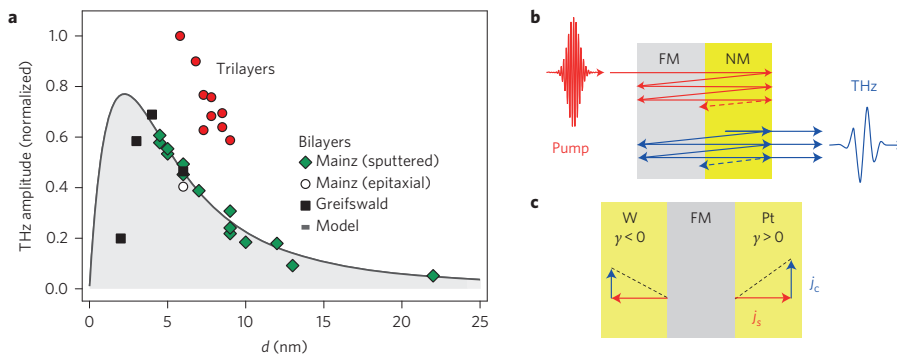 a
THz amplitude (normalized)
1.0
0.8
0.6
0.4
0.2
0.0
0
5
10
15
20
25
d (nm)
Trilayers
Bilayers
Mainz (sputtered)
Mainz (epitaxial)
Greifswald
Model
b
FM
NM
Pump
THz
c
W
γ < 0
FM
Pt
γ > 0
jc
js